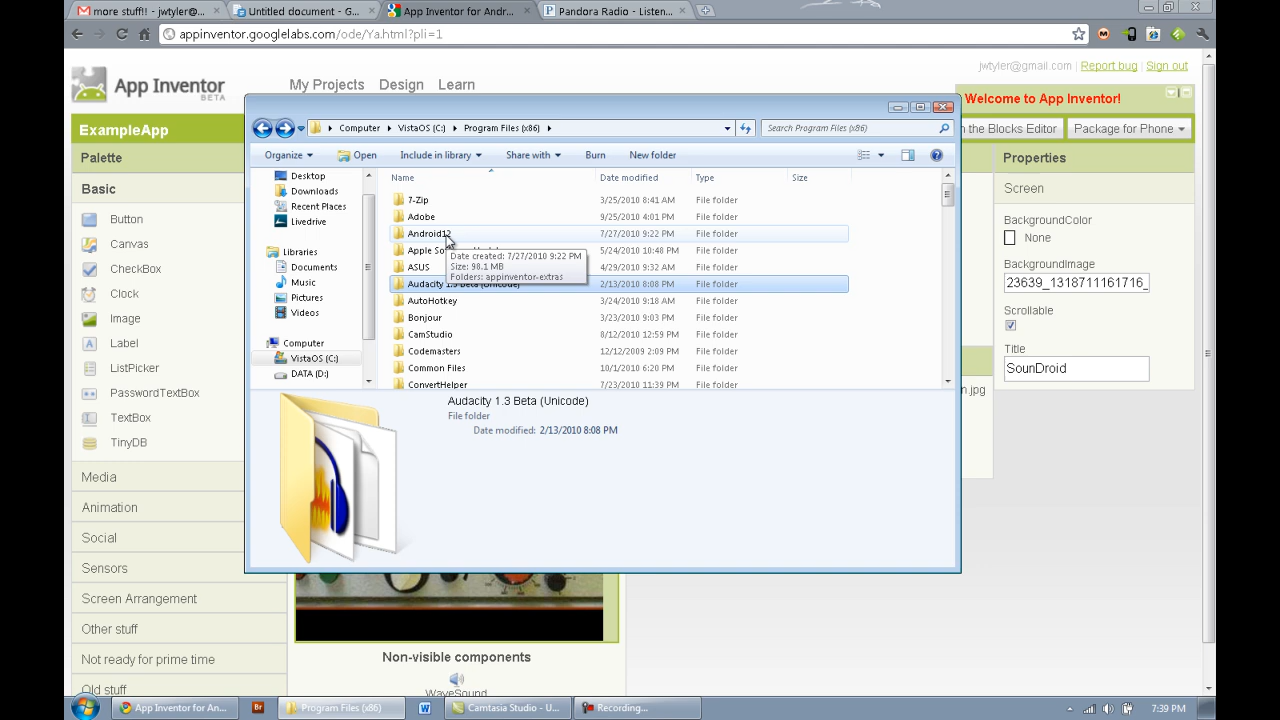 more stuff!! - jwtyler@...
Untitled document - G...
App Inventor for Andr...
Pandora Radio - Listen...
appinventor.googlelabs.com/ode/Ya.html?pli=1
App Inventor
BETA
My Projects
Design
Learn
jwtyler@gmail.com | Report bug | Sign out
Welcome to App Inventor!
ExampleApp
n the Blocks Editor
Package for Phone
Computer
VistaOS (C:)
Program Files (x86)
Search Program Files (x86)
Organize
Open
Include in library
Share with
Burn
New folder
Palette
Basic
Button
Canvas
CheckBox
Clock
Image
Label
ListPicker
PasswordTextBox
TextBox
TinyDB
Media
Animation
Social
Sensors
Screen Arrangement
Other stuff
Not ready for prime time
Old stuff
Desktop
Downloads
Recent Places
Livedrive
Libraries
Documents
Music
Pictures
Videos
Computer
VistaOS (C:)
DATA (D:)
Name Date modified Type Size
7-Zip 3/25/2010 8:41 AM File folder
Adobe 9/25/2010 4:01 PM File folder
Android12 7/27/2010 9:22 PM File folder
Apple So 5/24/2010 10:48 PM File folder
ASUS 4/29/2010 9:32 AM File folder
Audacity 1.3 Beta (Unicode) 2/13/2010 8:08 PM File folder
AutoHotkey 3/24/2010 9:18 AM File folder
Bonjour 3/23/2010 9:03 PM File folder
CamStudio 8/12/2010 12:59 PM File folder
Codemasters 12/12/2009 2:09 PM File folder
Common Files 10/1/2010 6:20 PM File folder
ConvertHelper 7/23/2010 11:39 PM File folder
Date created: 7/27/2010 9:22 PM
Size: 98.1 MB
Folders: appinventor-extras
Audacity 1.3 Beta (Unicode)
File folder
Date modified: 2/13/2010 8:08 PM
Properties
Screen
BackgroundColor
None
BackgroundImage
23639_1318711161716_
Scrollable
Title
SounDroid
n.jpg
Non-visible components
WaveSound
App Inventor for An...
Br
Program Files (x86)
W
Camtasia Studio - U...
Recording...
7:39 PM